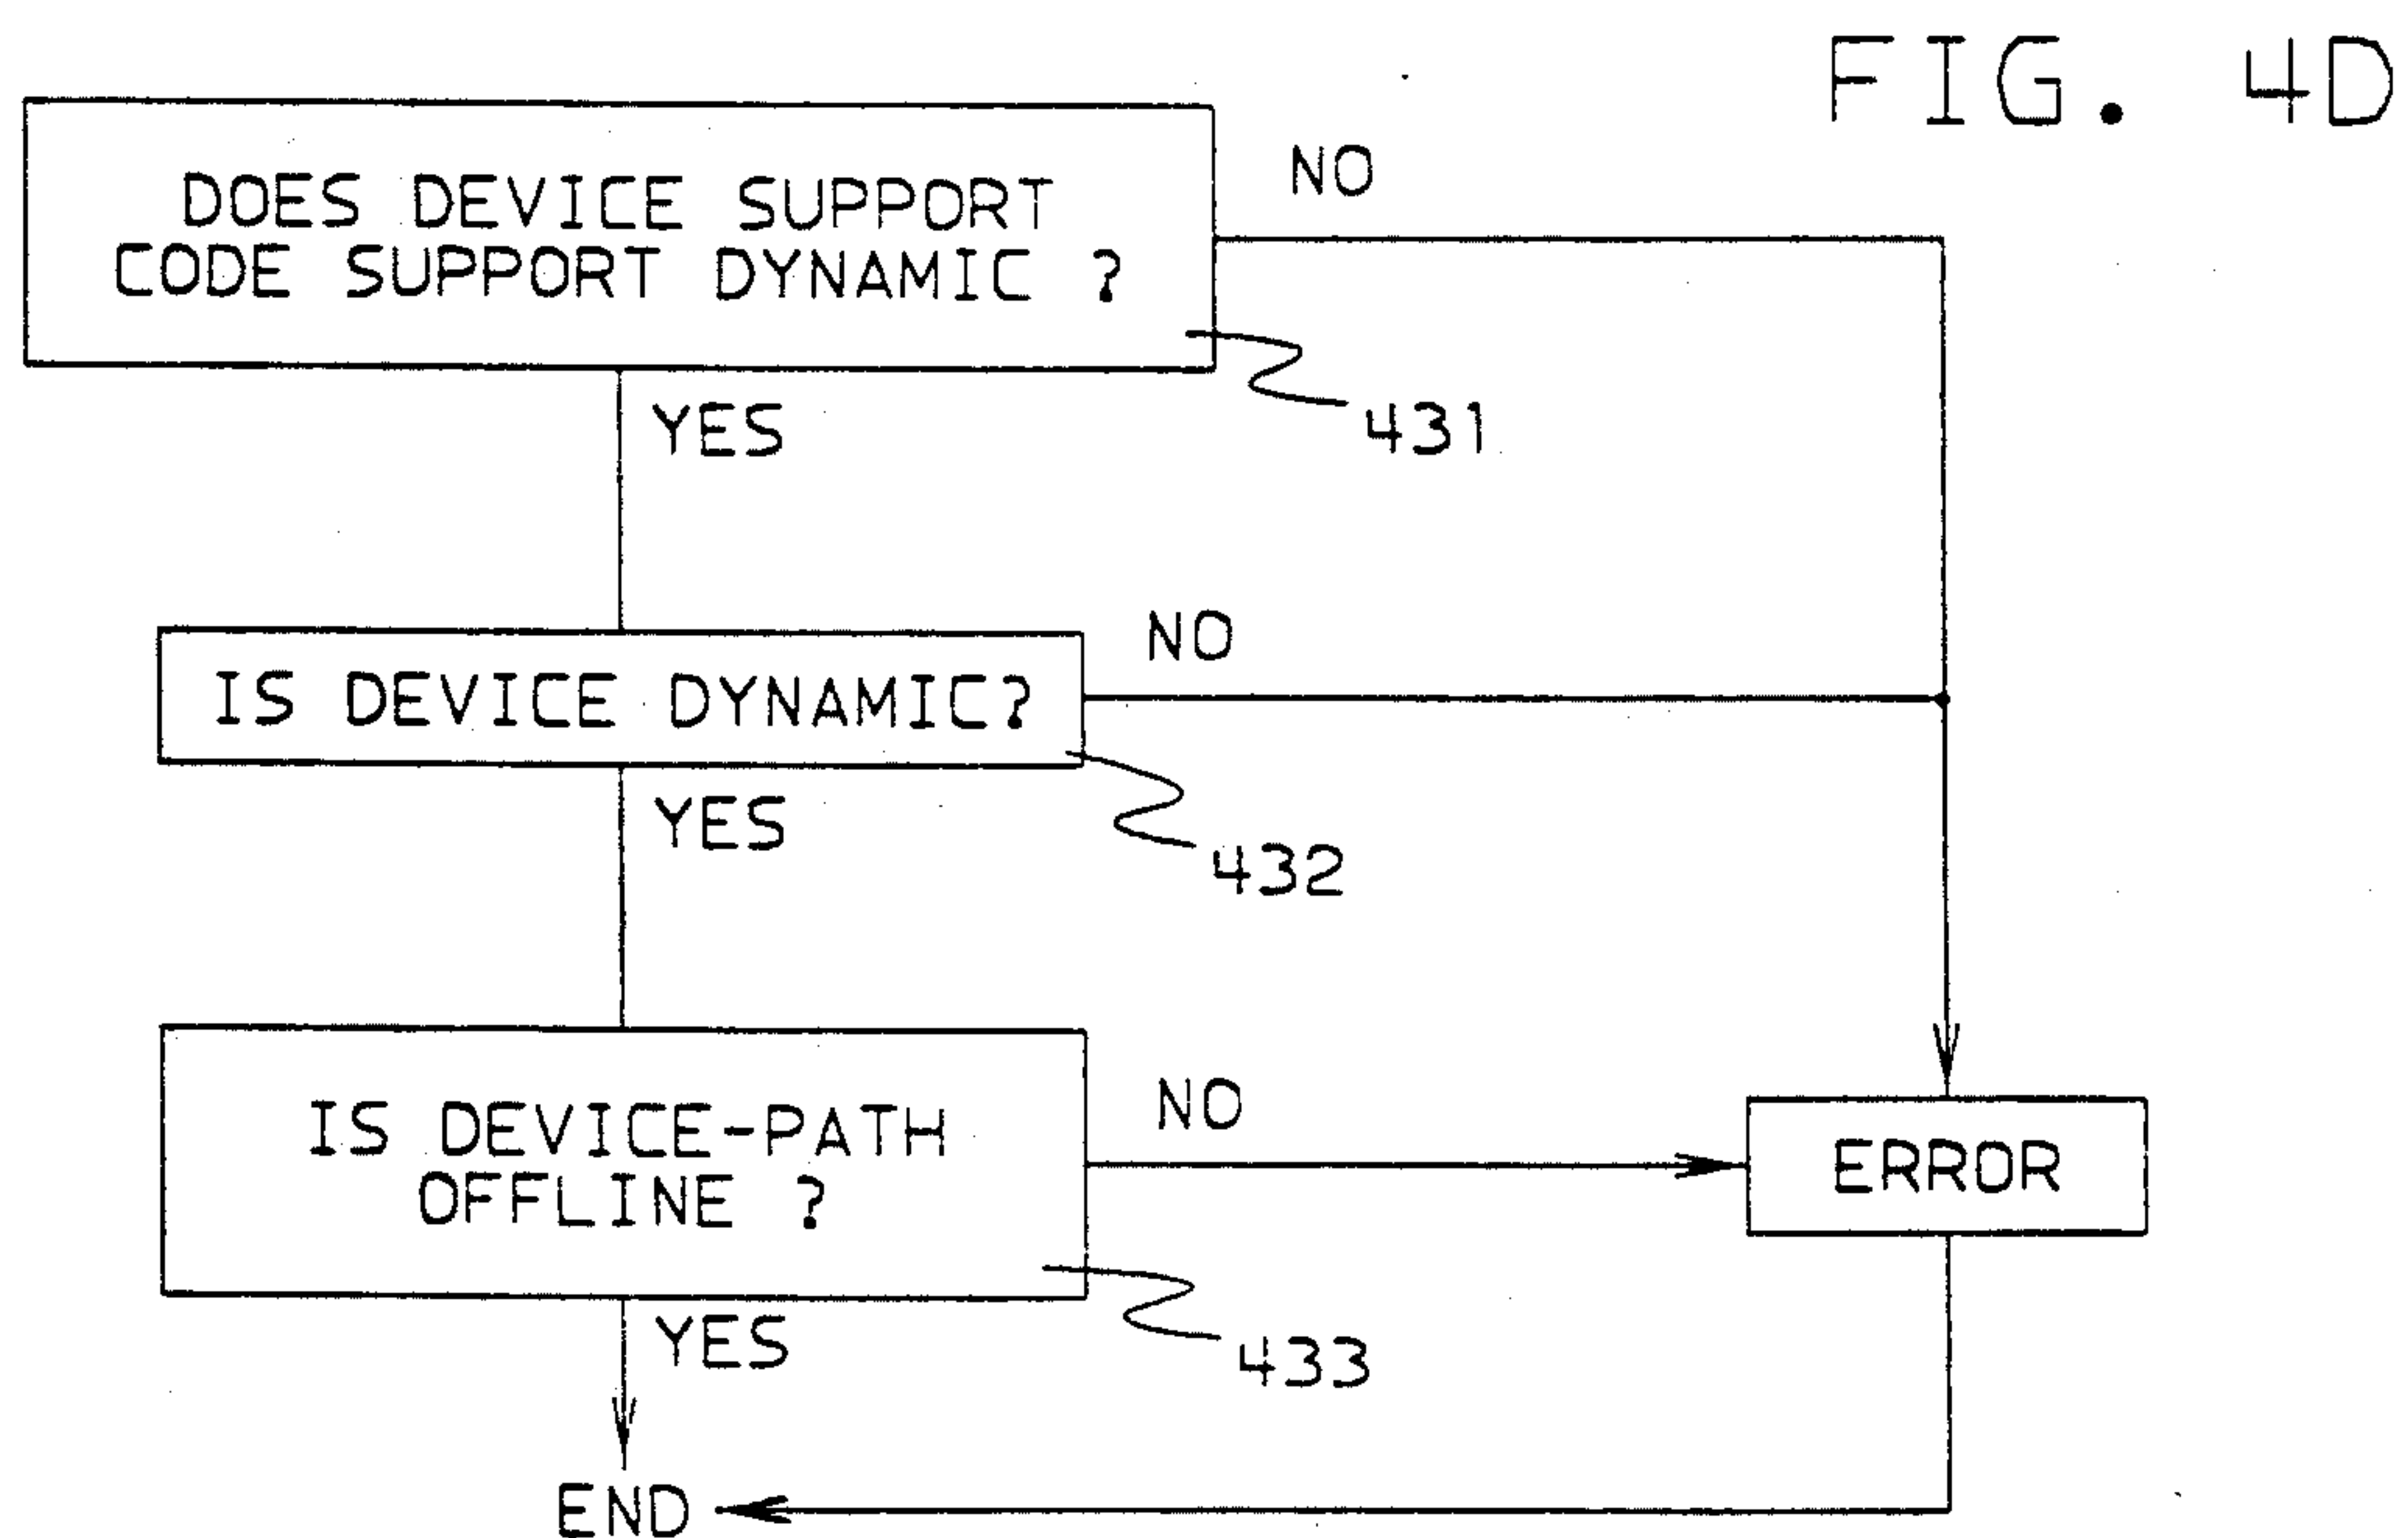 FIG. 4D
DOES DEVICE SUPPORT
CODE SUPPORT DYNAMIC ?
NO
431
YES
IS DEVICE DYNAMIC?
NO
432
YES
IS DEVICE-PATH
OFFLINE ?
NO
ERROR
433
YES
END